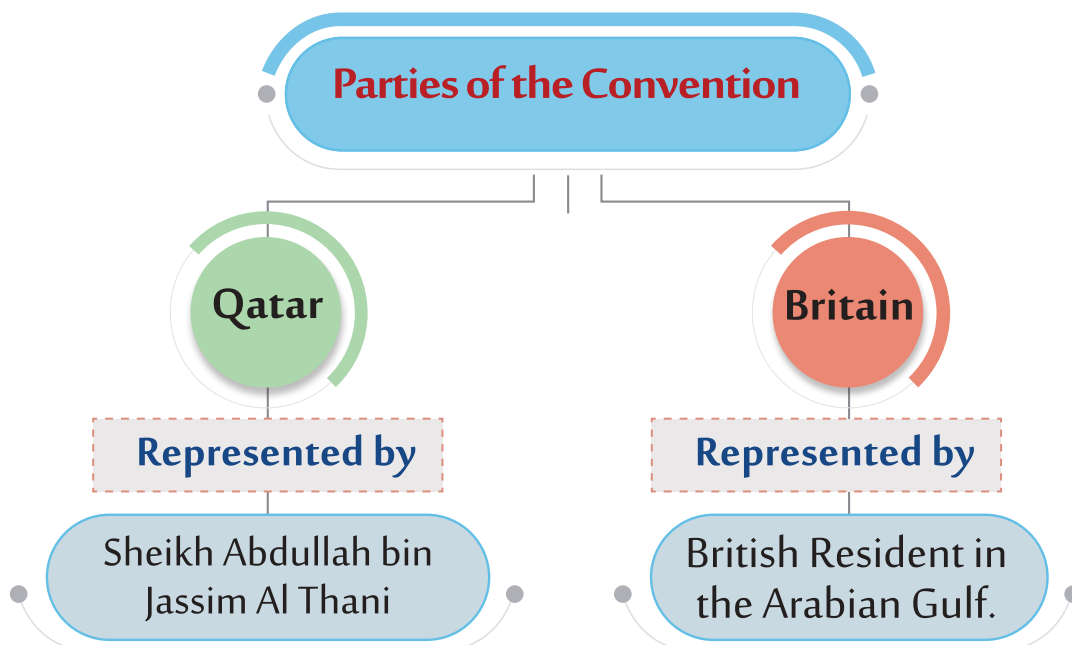 Parties of the Convention
Qatar
Britain
Represented by
Represented by
Sheikh Abdullah bin
Jassim Al Thani
British Resident in
the Arabian Gulf.